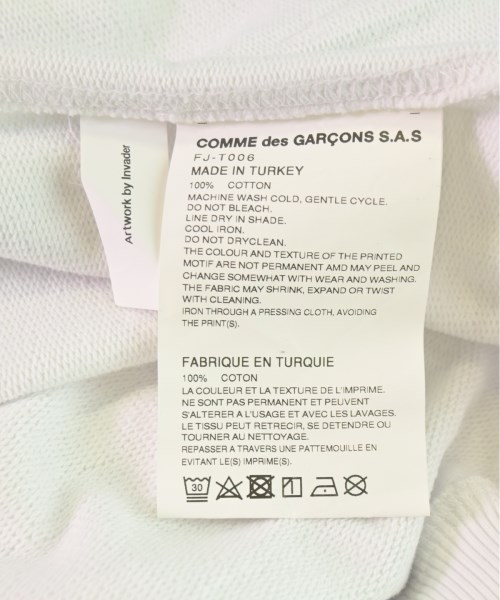 COMME des GARÇONS S.A.S
FJ-T006
MADE IN TURKEY
100% COTTON
MACHINE WASH COLD, GENTLE CYCLE.
DO NOT BLEACH.
LINE DRY IN SHADE.
COOL IRON.
DO NOT DRYCLEAN.
THE COLOUR AND TEXTURE OF THE PRINTED
MOTIF ARE NOT PERMANENT AMD MAY PEEL AND
CHANGE SOMEWHAT WITH WEAR AND WASHING.
THE FABRIC MAY SHRINK, EXPAND OR TWIST
WITH CLEANING.
IRON THROUGH A PRESSING CLOTH, AVOIDING
THE PRINT(S).
FABRIQUE EN TURQUIE
100% COTON
LA COULEUR ET LA TEXTURE DE L'IMPRIME.
NE SONT PAS PERMANENT ET PEUVENT
S'ALTERER A L'USAGE ET AVEC LES LAVAGES.
LE TISSU PEUT RETRECIR, SE DETENDRE OU
TOURNER AU NETTOYAGE.
REPASSER A TRAVERS UNE PATTEMOUILLE EN
EVITANT LE(S) IMPRIME(S).
30
Artwork by Invader